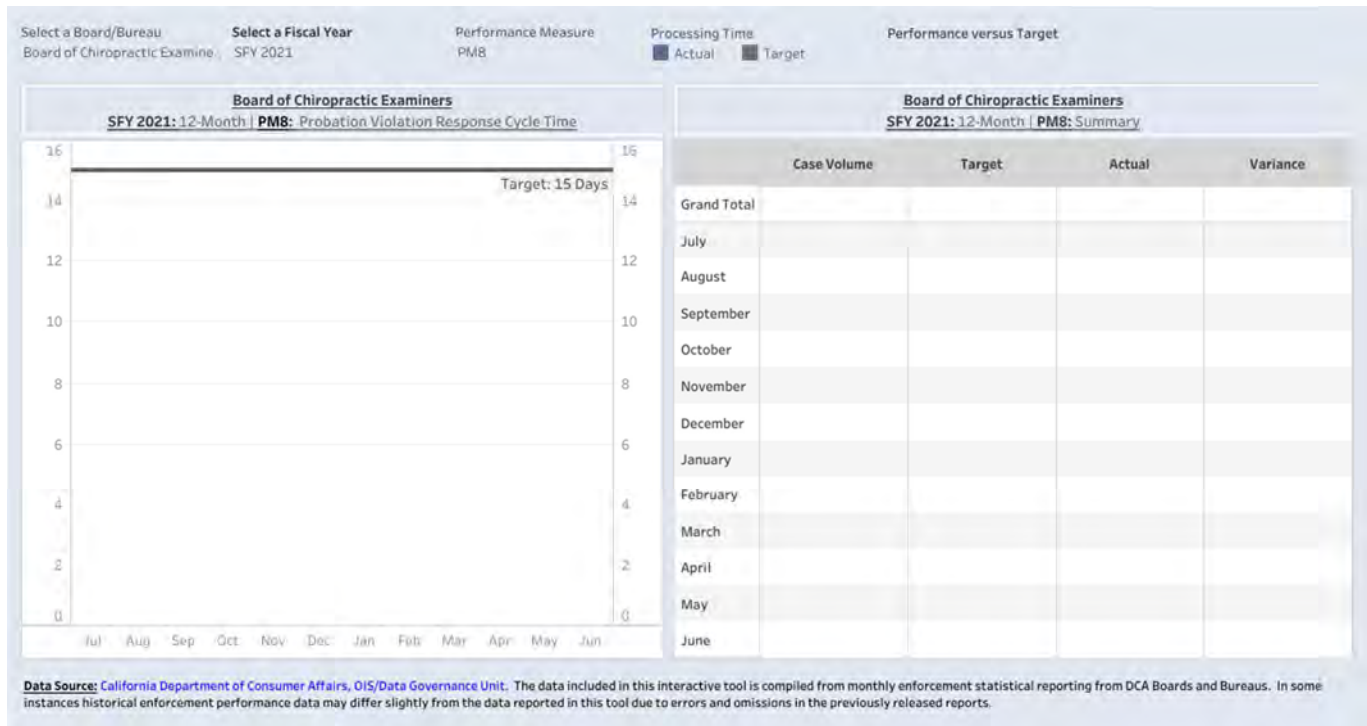 Select a Board/Bureau
Board of Chiropractic Examine
Select a Fiscal Year
SFY 2021
Performance Measure
PM8
Processing Time
Actual Target
Performance versus Target
Board of Chiropractic Examiners
SFY 2021: 12-Month | PM8: Probation Violation Response Cycle Time
16 16
Target: 15 Days
14 14
12 12
10 10
8 8
6 6
4 4
2 2
0 0
Jul Aug Sep Oct Nov Dec Jan Feb Mar Apr May Jun
Board of Chiropractic Examiners
SFY 2021: 12-Month | PM8: Summary
Case Volume Target Actual Variance
Grand Total
July
August
September
October
November
December
January
February
March
April
May
June
Data Source: California Department of Consumer Affairs, OIS/Data Governance Unit. The data included in this interactive tool is compiled from monthly enforcement statistical reporting from DCA Boards and Bureaus. In some
instances historical enforcement performance data may differ slightly from the data reported in this tool due to errors and omissions in the previously released reports.